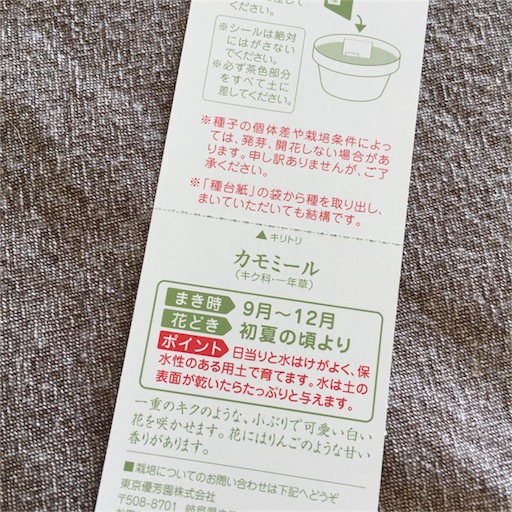 ください。
※シールは絶対
にはがさない
でください。
※必ず茶色部分
をすべて土に
差してください。
※種子の個体差や栽培条件によっ
ては、発芽、開花しない場合があ
ります。申し訳ありませんが、ご了
承ください。
※「種台紙」の袋から種を取り出し、
まいていただいても結構です。
▲キリトリ
カモミール
(キク科・一年草)
まき時 9月〜12月
花どき 初夏の頃より
ポイント 日当りと水はけがよく、保
水性のある用土で育てます。水は土の
表面が乾いたらたっぷりと与えます。
一重のキクのような、小ぶりで可愛い白い
花を咲かせます。花にはりんごのような甘い
香りがあります。
■栽培についてのお問い合わせは下記へどうぞ
東京優芳園株式会社
〒508-8701 岐阜県